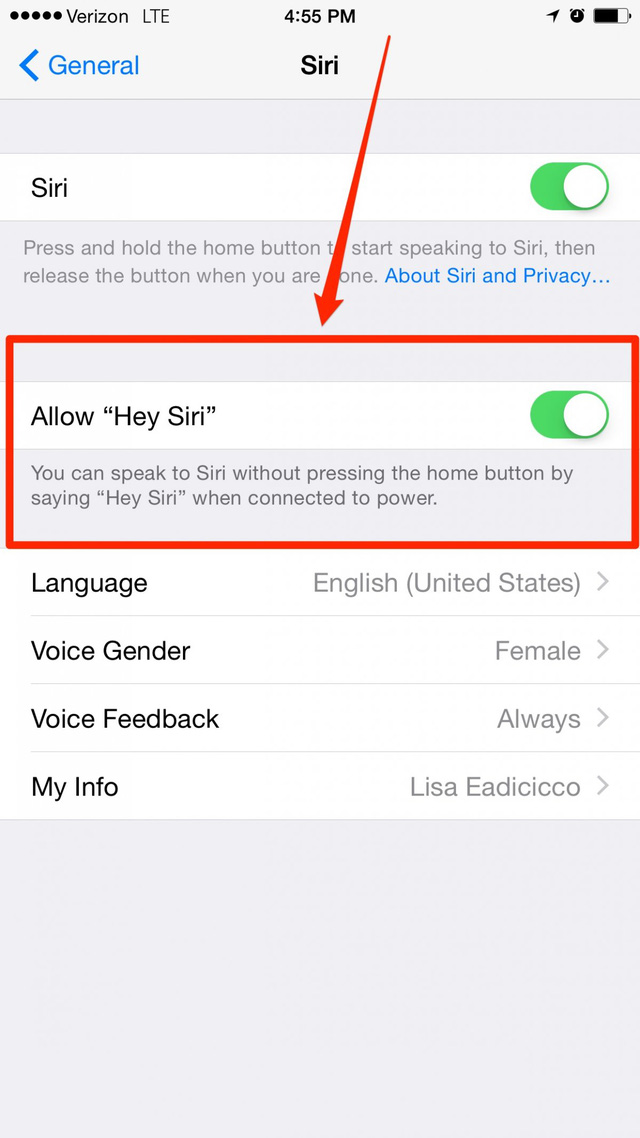 Verizon LTE 4:55 PM
General Siri
Siri
Press and hold the home button t start speaking to Siri, then
release the button when you are one. About Siri and Privacy...
Allow “Hey Siri”
You can speak to Siri without pressing the home button by
saying “Hey Siri” when connected to power.
Language English (United States)
Voice Gender Female
Voice Feedback Always
My Info Lisa Eadicicco